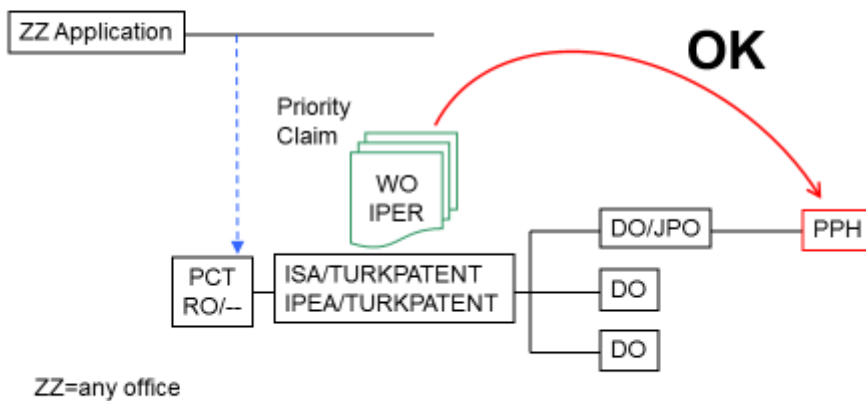 ZZ Application
OK
Priority
Claim
WO
IPER
DO/JPO
PPH
PCT
RO/--
ISA/TURKPATENT
IPEA/TURKPATENT
DO
DO
ZZ=any office